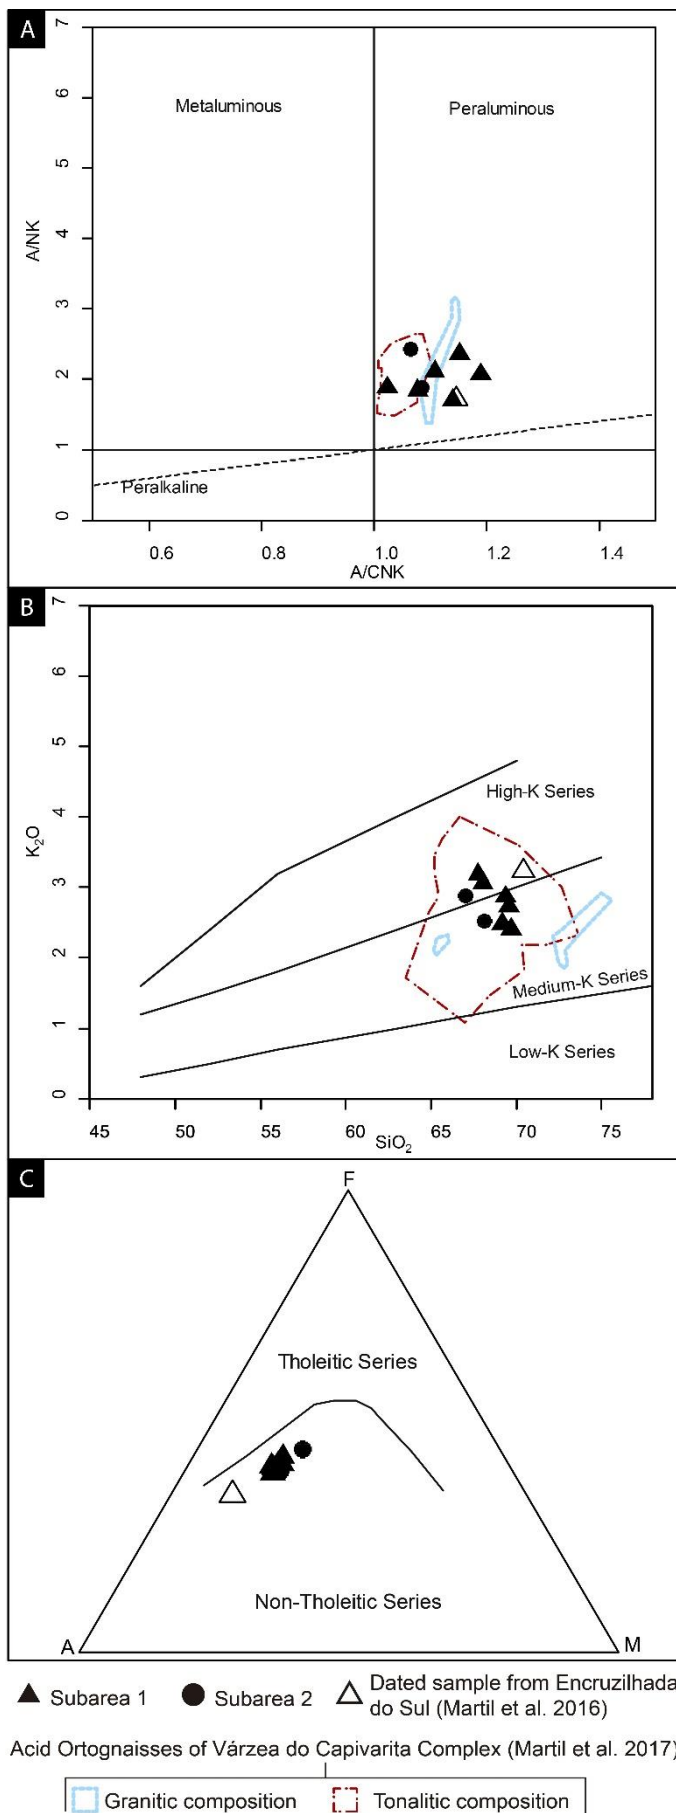 A
7
6
5
4
3
2
1
0
A/NK
Metaluminous
Peraluminous
Peralkaline
0.6 0.8 1.0 1.2 1.4
A/CNK
B
7
6
5
4
3
2
1
0
K₂O
High-K Series
Medium-K Series
Low-K Series
45 50 55 60 65 70 75
SiO₂
C
F
Tholeitic Series
Non-Tholeitic Series
A
M
Subarea 1
Subarea 2
Dated sample from Encruzilhada
do Sul (Martil et al. 2016)
Acid Ortognaisses of Várzea do Capivarita Complex (Martil et al. 2017)
Granitic composition
Tonalitic composition